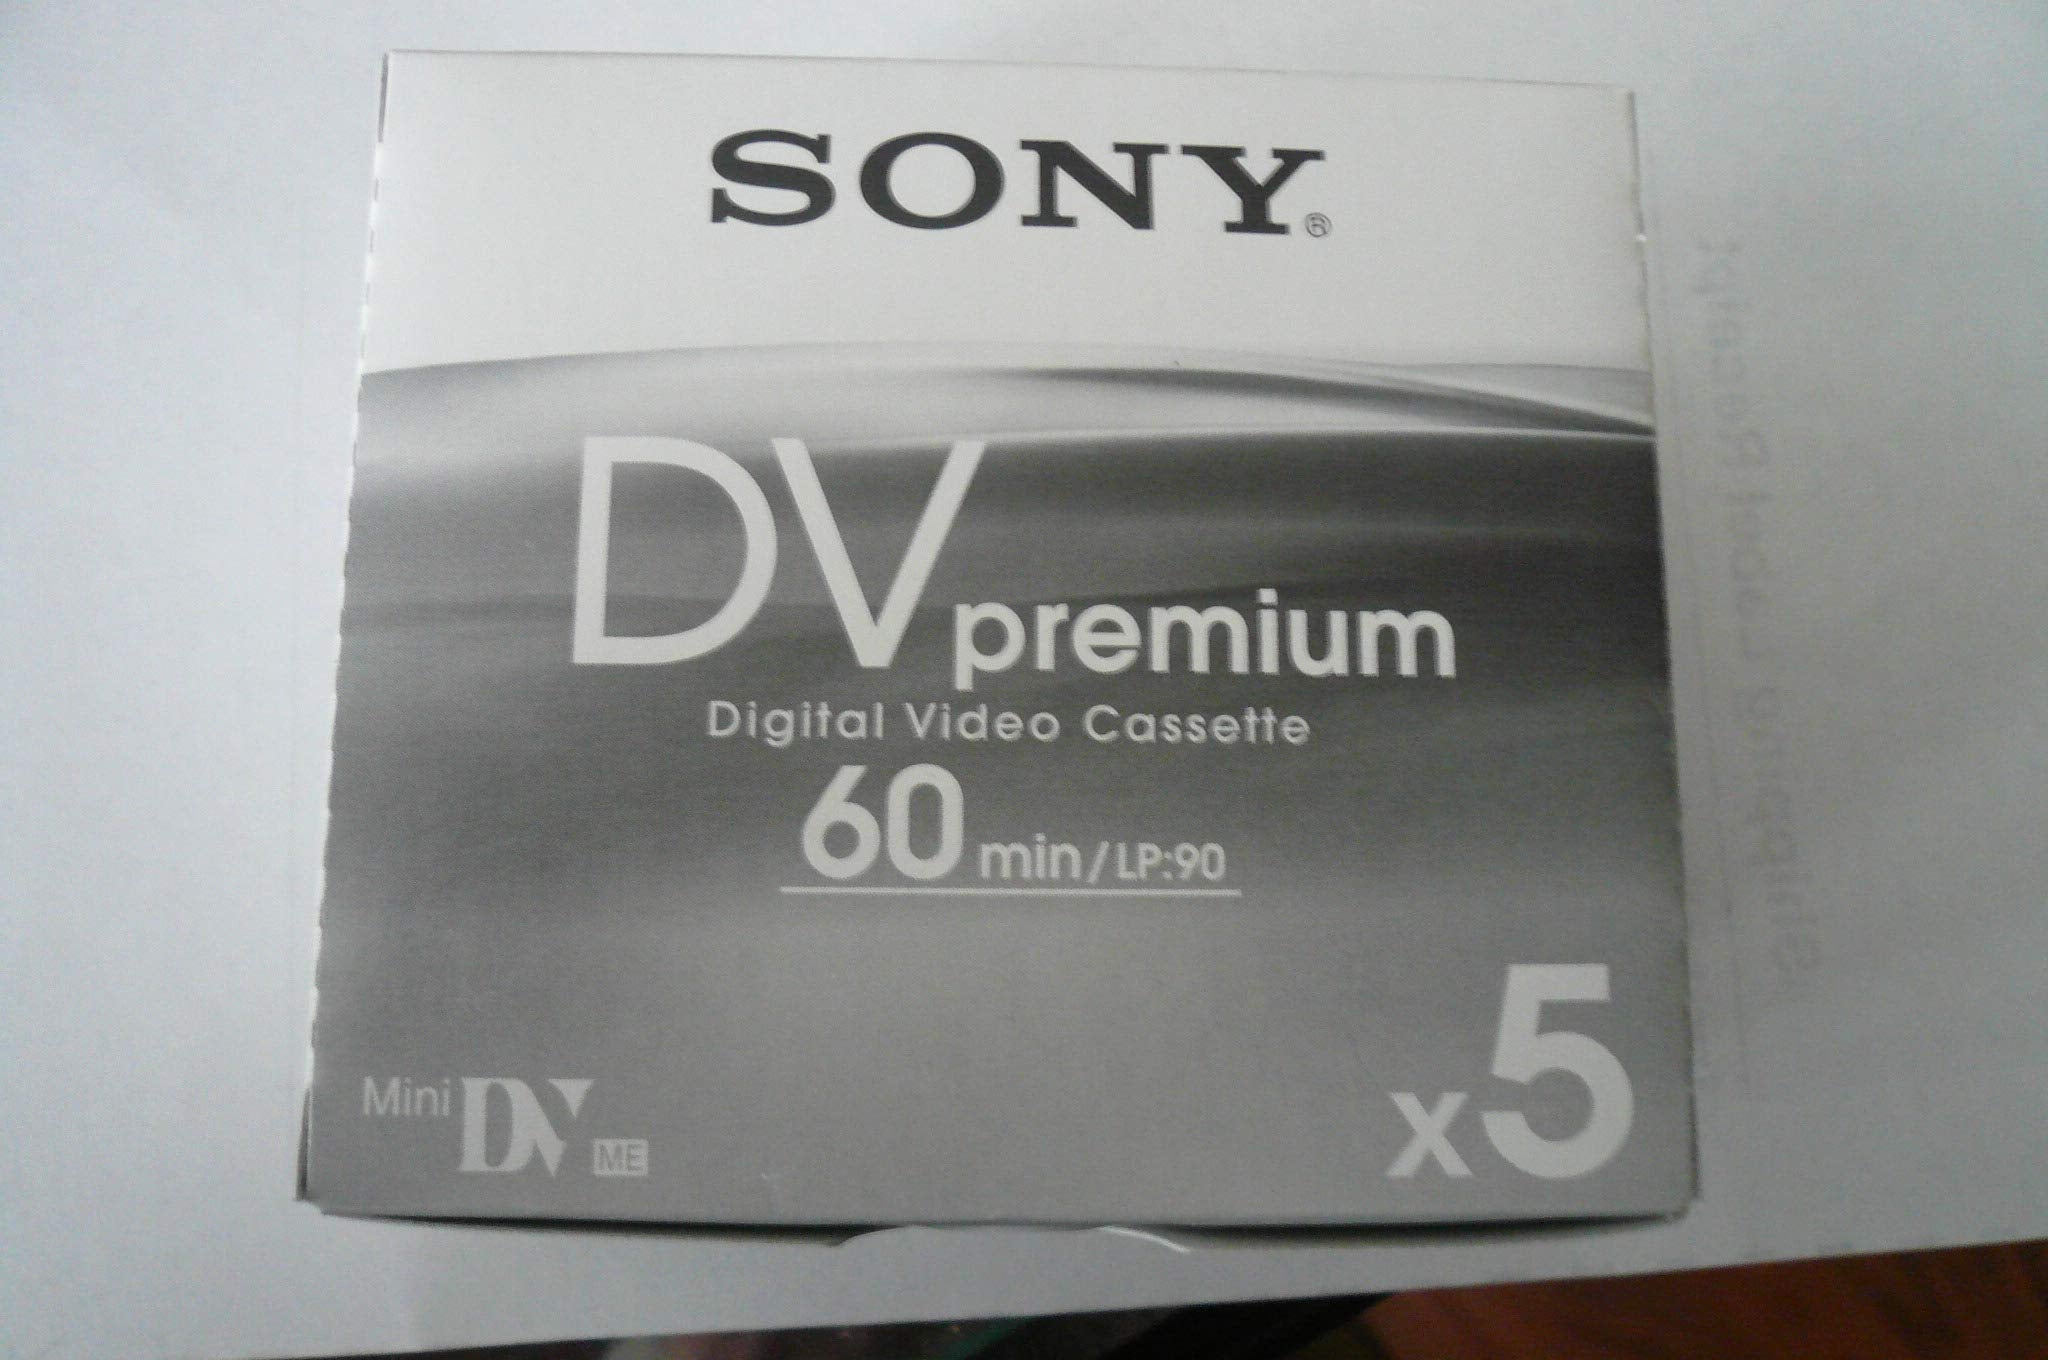 SONY®
DV premium
Digital Video Cassette
60 min/LP:90
x5
Mini DV ME